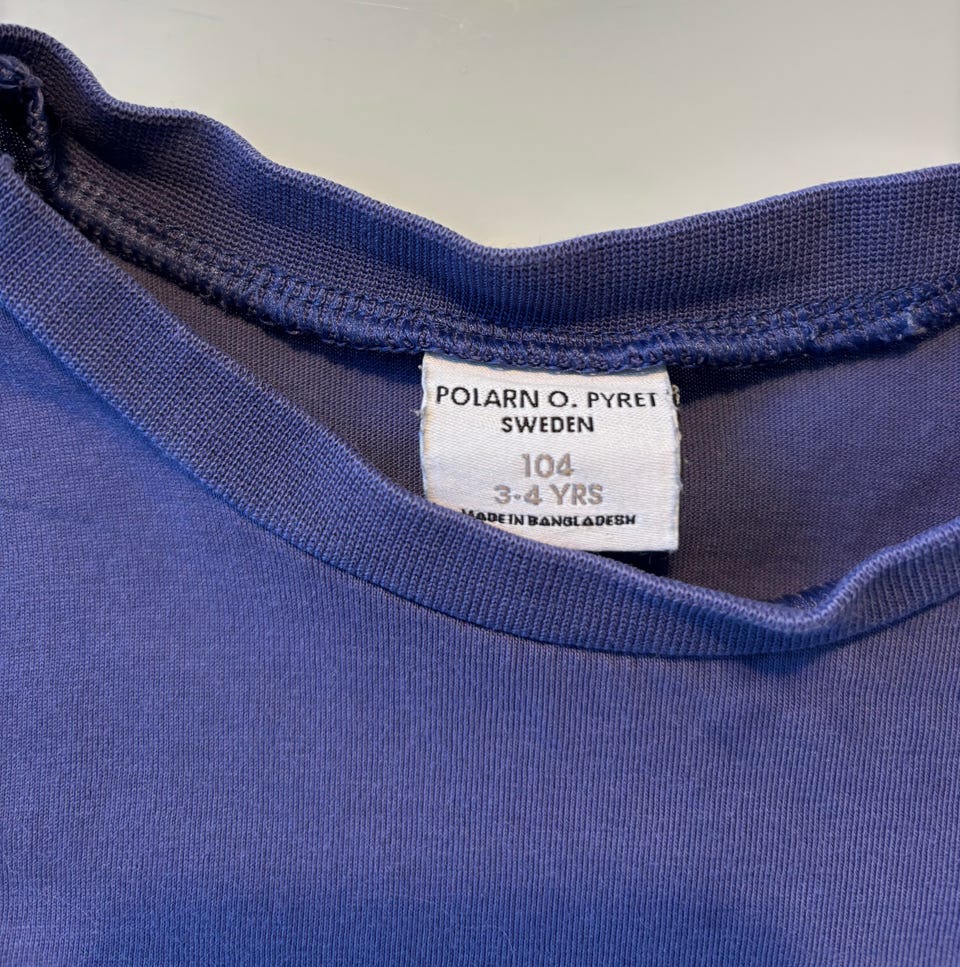 POLARN O. PYRET
SWEDEN
104
3-4 YRS
MADE IN BANGLADESH